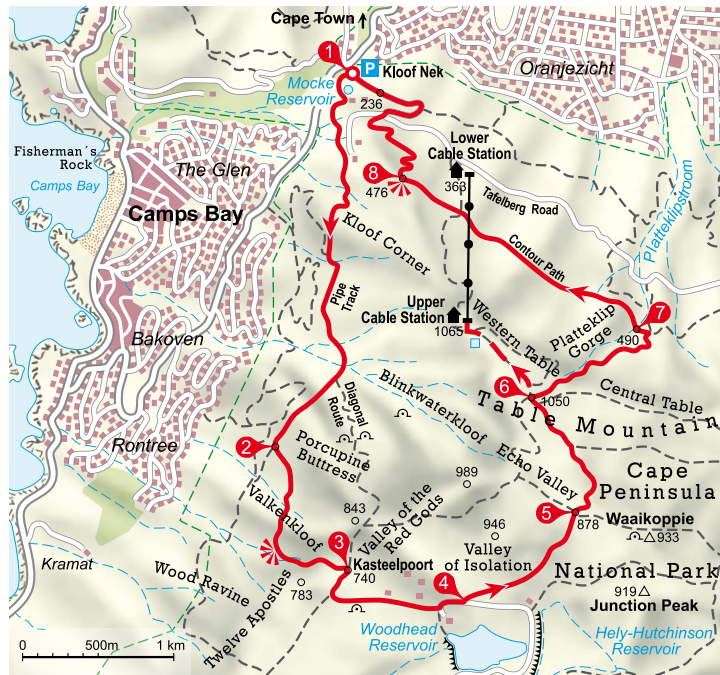 Cape Town
1
P
Kloof Nek
Oranjezicht
Mocke
Reservoir
236
Fisherman´s
Rock
Camps Bay
The Glen
Camps Bay
Lower
Cable Station
363
8
476
Tafelberg Road
Platteklipstroom
Kloof Corner
Contour Path
Pipe
Track
Upper
Cable Station
1065
Western Table
Platteklip
Gorge
7
490
Bakoven
6
1050
Central Table
Table Mountain
Blinkwaterkloof
Diagonal
Route
2
Porcupine
Buttress
Rontree
Echo Valley
Cape
Peninsula
989
Valkenkloof
843
Valley of the
Red Gods
946
5
878
Waaikoppie
933
3
Kasteelpoort
740
Valley
of Isolation
National Park
Kramat
Wood Ravine
783
Twelve Apostles
4
919
Junction Peak
Woodhead
Reservoir
Hely-Hutchinson
Reservoir
0 500m 1 km